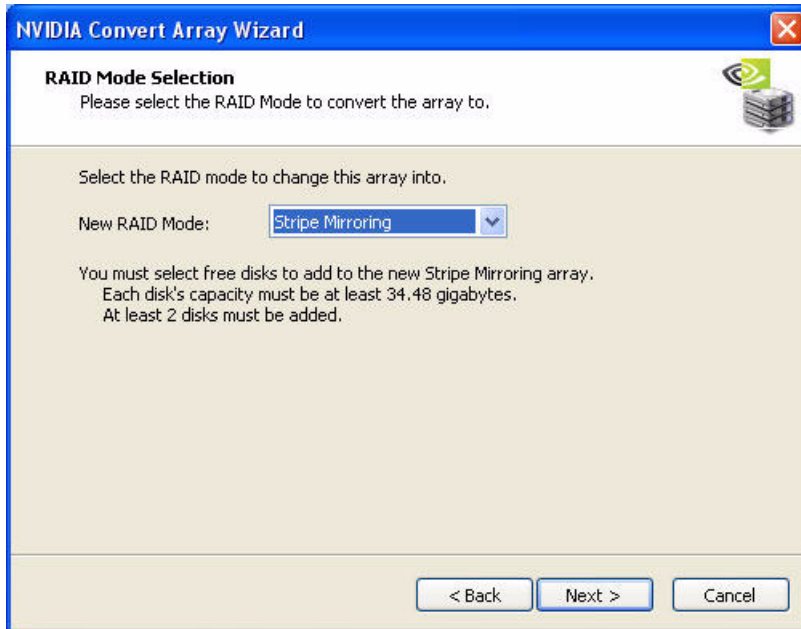 NVIDIA Convert Array Wizard
RAID Mode Selection
Please select the RAID Mode to convert the array to.
Select the RAID mode to change this array into.
New RAID Mode: Stripe Mirroring
You must select free disks to add to the new Stripe Mirroring array.
Each disk's capacity must be at least 34.48 gigabytes.
At least 2 disks must be added.
< Back Next > Cancel